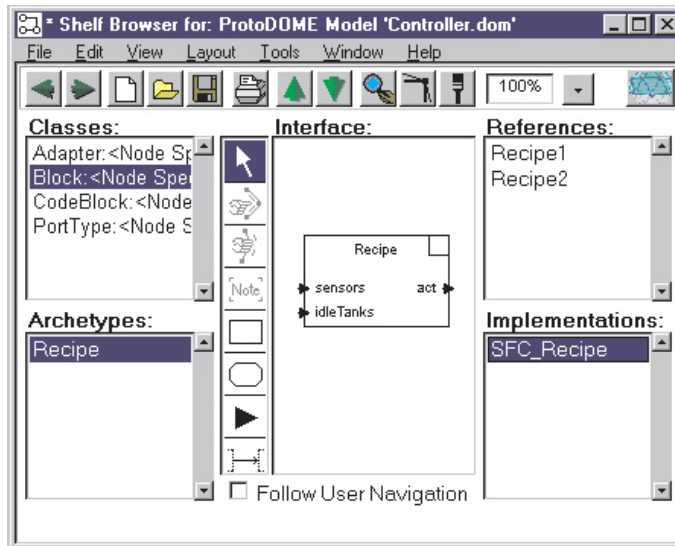 * Shelf Browser for: ProtoDOME Model 'Controller.dom'
File Edit View Layout Tools Window Help
100%
Classes:
Adapter:<Node Sp
Block:<Node Spe
CodeBlock:<Node
PortType:<Node S
Archetypes:
Recipe
[Note]
Interface:
Recipe
sensors act
idleTanks
References:
Recipe1
Recipe2
Implementations:
SFC_Recipe
Follow User Navigation